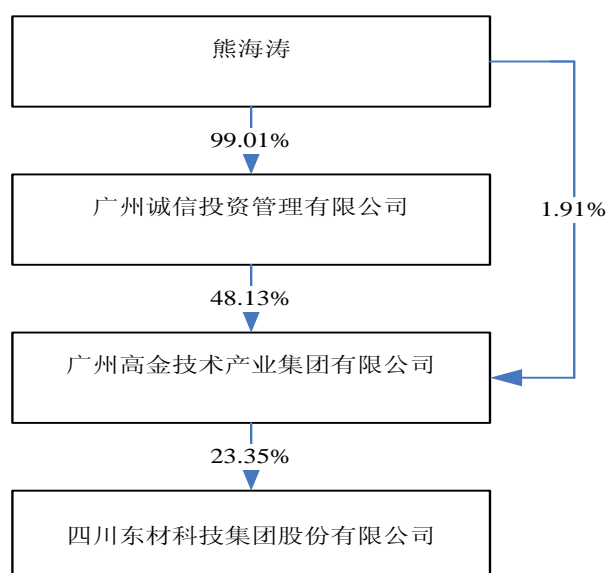 熊海涛
99.01%
广州诚信投资管理有限公司
1.91%
48.13%
广州高金技术产业集团有限公司
23.35%
四川东材科技集团股份有限公司